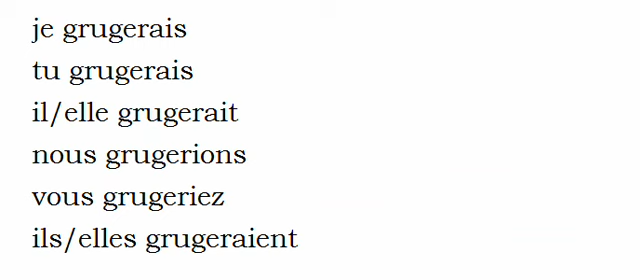 je grugerais
tu grugerais
il/elle grugerait
nous grugerions
vous grugeriez
ils/elles grugeraient